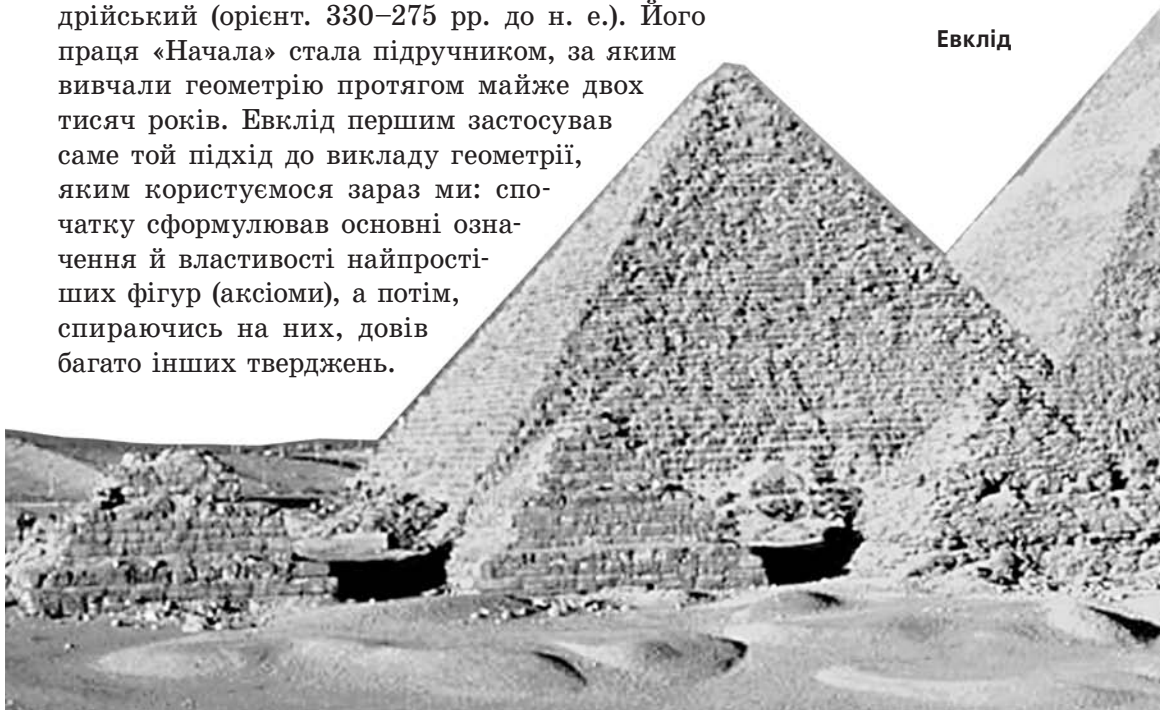 дрійський (орієнт. 330–275 рр. до н. е.). Його
праця «Начала» стала підручником, за яким
вивчали геометрію протягом майже двох
тисяч років. Евклід першим застосував
саме той підхід до викладу геометрії,
яким користуємося зараз ми: спо-
чатку сформулював основні озна-
чення й властивості найпрості-
ших фігур (аксіоми), а потім,
спираючись на них, довів
багато інших тверджень.
Евклід